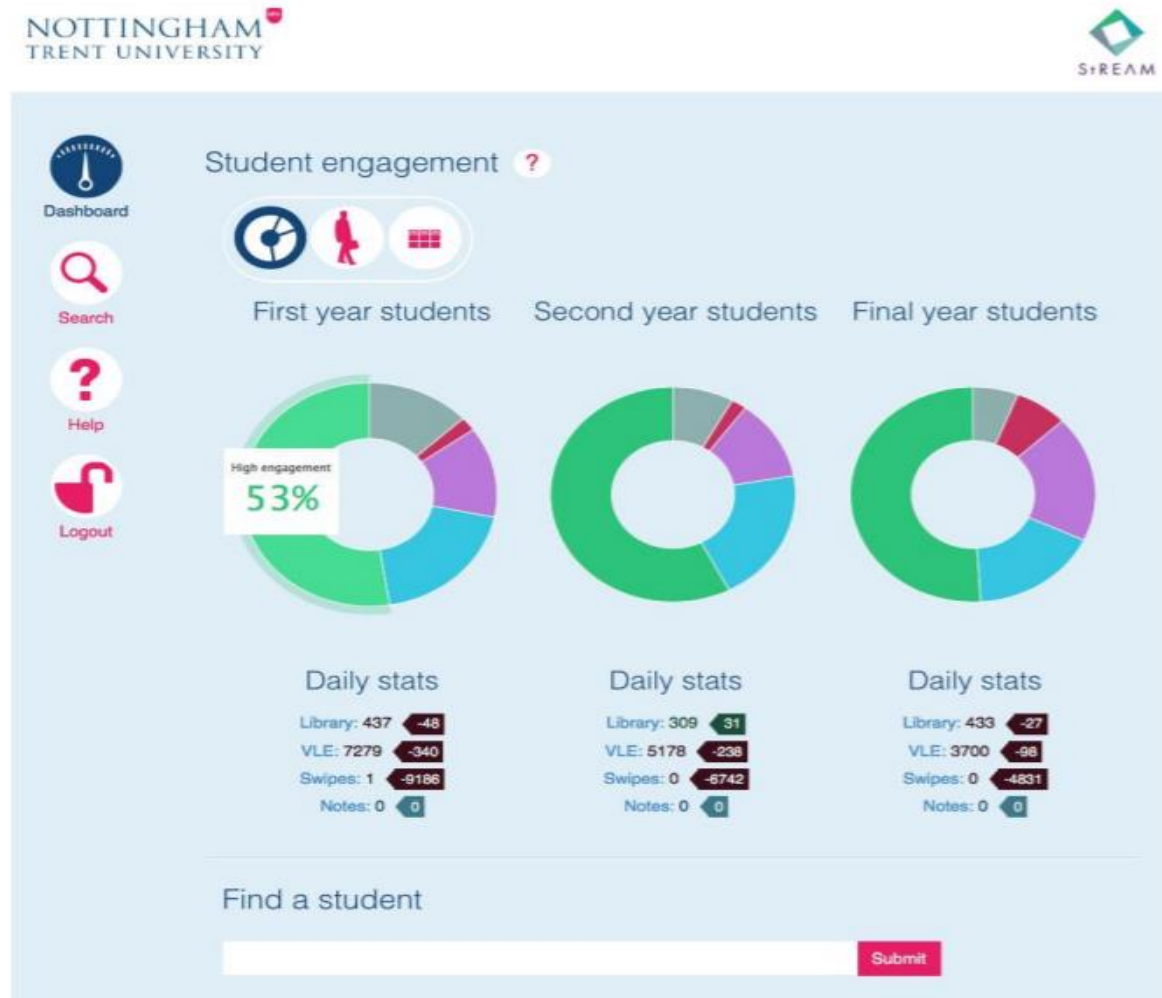 NOTTINGHAM
TRENT UNIVERSITY
StREAM
Dashboard
Search
Help
Logout
Student engagement ?
First year students
Second year students
Final year students
High engagement
53%
Daily stats
Library: 437 -48
VLE: 7279 -340
Swipes: 1 -9186
Notes: 0 0
Daily stats
Library: 309 31
VLE: 5178 -238
Swipes: 0 -6742
Notes: 0 0
Daily stats
Library: 433 -27
VLE: 3700 -98
Swipes: 0 -4831
Notes: 0 0
Find a student
Submit